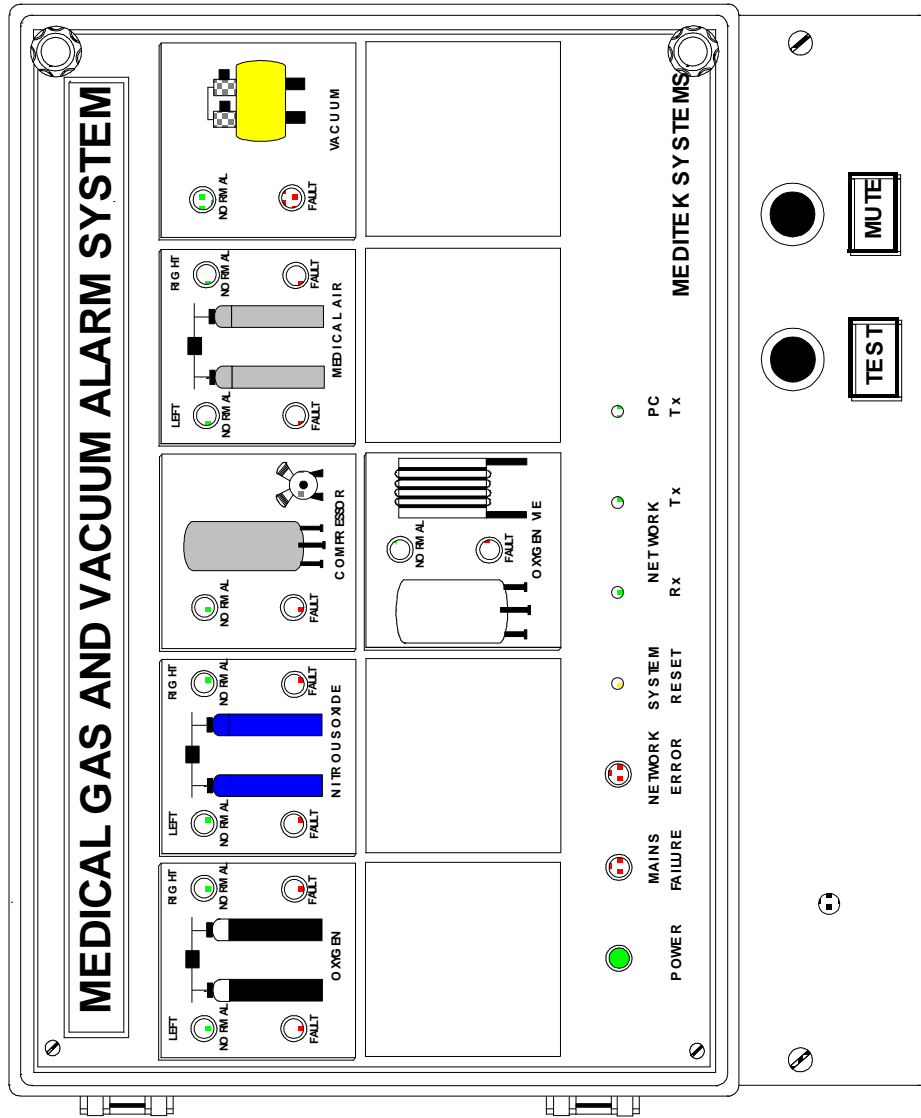 MEDICAL GAS AND VACUUM ALARM SYSTEM
LEFT RIGHT
NORMAL NORMAL
FAULT FAULT
OXYGEN
LEFT RIGHT
NORMAL NORMAL
FAULT FAULT
NITROUS OXIDE
NORMAL
FAULT
COMPRESSOR
LEFT RIGHT
NORMAL NORMAL
FAULT FAULT
MEDICAL AIR
NORMAL
FAULT
VACUUM
NORMAL
FAULT
OXYGEN VIE
POWER
MAINS
FAILURE
NETWORK
ERROR
SYSTEM
RESET
NETWORK
Rx Tx
PC
Tx
MEDITEK SYSTEMS
TEST
MUTE